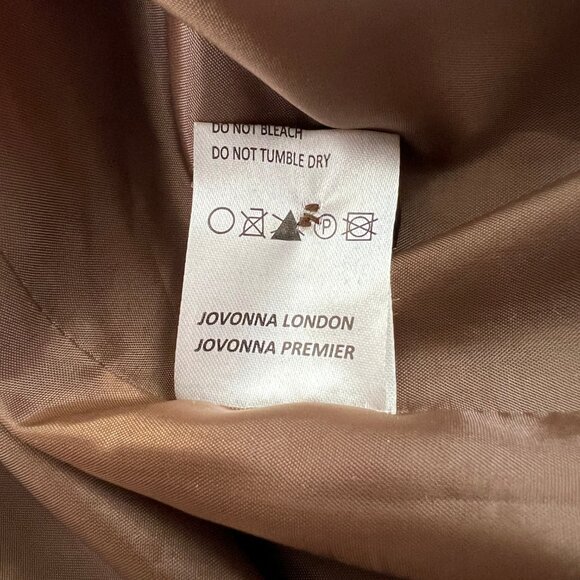 DO NOT BLEACH
DO NOT TUMBLE DRY
P
JOVONNA LONDON
JOVONNA PREMIER